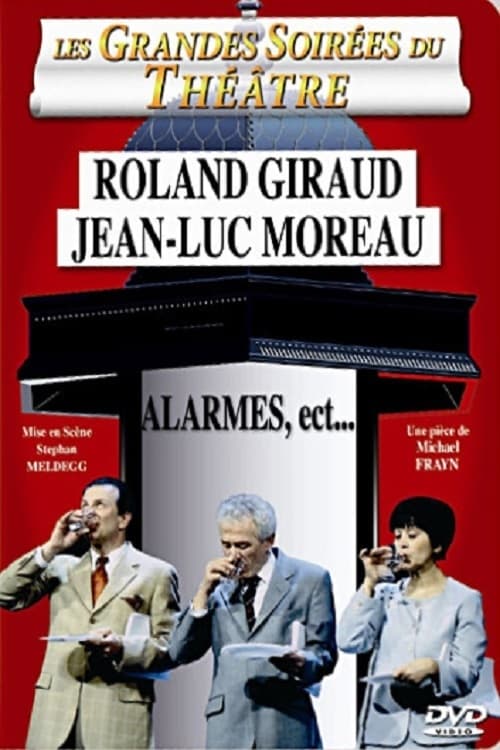 LES GRANDES SOIRÉES DU
THÉÂTRE
ROLAND GIRAUD
JEAN-LUC MOREAU
ALARMES, ect...
Mise en Scène
Stephan
MELDEGG
Une pièce de
Michael
FRAYN
DVD
VIDEO